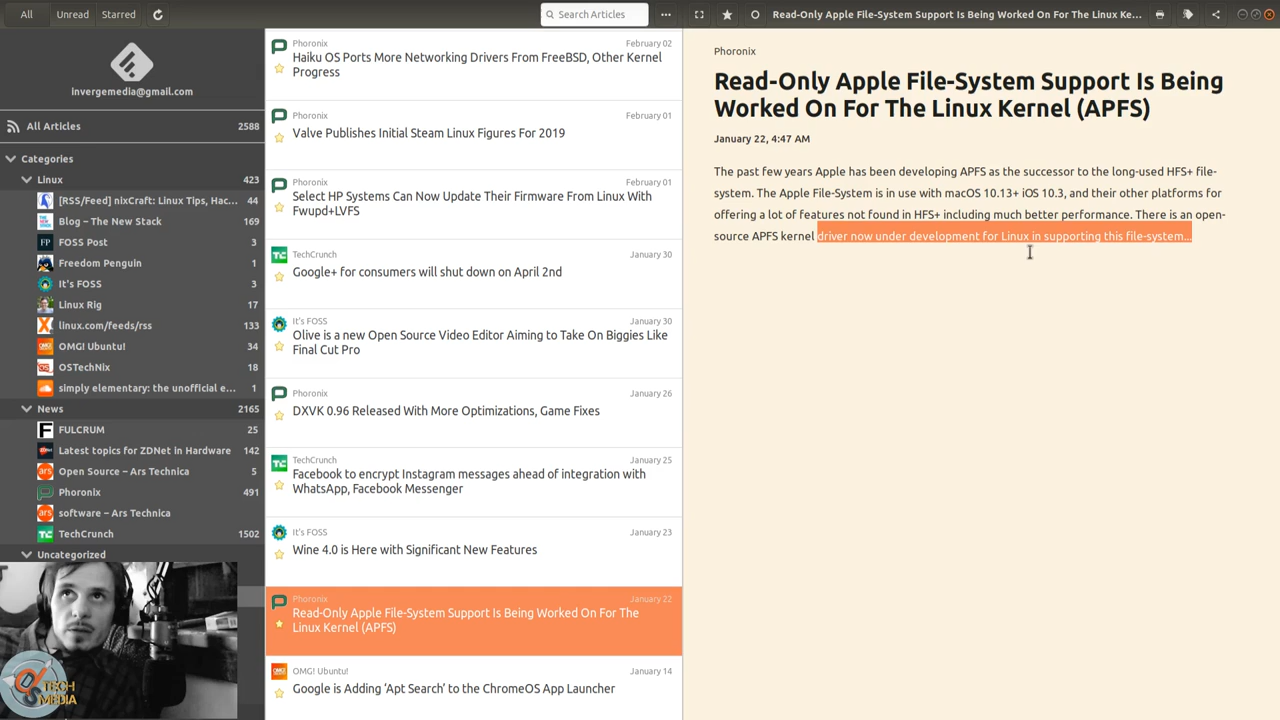 All
Unread
Starred
Search Articles
Read-Only Apple File-System Support Is Being Worked On For The Linux Ke...
invergemedia@gmail.com
All Articles 2588
Categories
Linux 423
[RSS/Feed] nixCraft: Linux Tips, Hac... 44
Blog – The New Stack 169
FOSS Post 3
Freedom Penguin 1
It's FOSS 3
Linux Rig 17
linux.com/feeds/rss 133
OMG! Ubuntu! 34
OSTechNix 18
simply elementary: the unofficial e... 1
News 2165
FULCRUM 25
Latest topics for ZDNet in Hardware 142
Open Source – Ars Technica 5
Phoronix 491
software – Ars Technica
TechCrunch 1502
Uncategorized
TECH
MEDIA
Phoronix February 02
Haiku OS Ports More Networking Drivers From FreeBSD, Other Kernel
Progress
Phoronix February 01
Valve Publishes Initial Steam Linux Figures For 2019
Phoronix February 01
Select HP Systems Can Now Update Their Firmware From Linux With
Fwupd+LVFS
TechCrunch January 30
Google+ for consumers will shut down on April 2nd
It's FOSS January 30
Olive is a new Open Source Video Editor Aiming to Take On Biggies Like
Final Cut Pro
Phoronix January 26
DXVK 0.96 Released With More Optimizations, Game Fixes
TechCrunch January 25
Facebook to encrypt Instagram messages ahead of integration with
WhatsApp, Facebook Messenger
It's FOSS January 23
Wine 4.0 is Here with Significant New Features
Phoronix January 22
Read-Only Apple File-System Support Is Being Worked On For The
Linux Kernel (APFS)
OMG! Ubuntu! January 14
Google is Adding ‘Apt Search’ to the ChromeOS App Launcher
Phoronix
Read-Only Apple File-System Support Is Being
Worked On For The Linux Kernel (APFS)
January 22, 4:47 AM
The past few years Apple has been developing APFS as the successor to the long-used HFS+ file-
system. The Apple File-System is in use with macOS 10.13+ iOS 10.3, and their other platforms for
offering a lot of features not found in HFS+ including much better performance. There is an open-
source APFS kernel driver now under development for Linux in supporting this file-system...